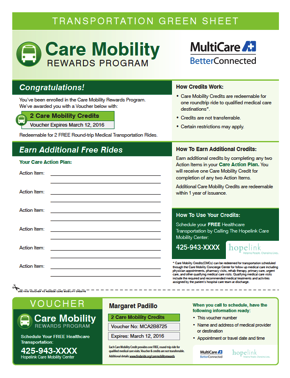 TRANSPORTATION GREEN SHEET
Care Mobility
REWARDS PROGRAM
MultiCare
BetterConnected
Congratulations!
You've been enrolled in the Care Mobility Rewards Program.
We've awarded you with a Voucher below with:
2 Care Mobility Credits
Voucher Expires March 12, 2016
Redeemable for 2 FREE Round-trip Medical Transportation Rides.
How Credits Work:
• Care Mobility Credits are redeemable for
one roundtrip ride to qualified medical care
destinations*.
• Credits are not transferrable.
• Certain restrictions may apply.
Earn Additional Free Rides
Your Care Action Plan:
Action Item:
Action Item:
Action Item:
Action Item:
Action Item:
Action Item:
How To Earn Additional Credits:
Earn additional credits by completing any two
Action Items in your Care Action Plan. You
will receive one Care Mobility Credit for
completion of any two Action Items.
Additional Care Mobility Credits are redeemable
within 1 year of issuance.
How To Use Your Credits:
Schedule your FREE Healthcare
Transportation by Calling The Hopelink Care
Mobility Center.
425-943-XXXX
hopelink
VOUCHER
Care Mobility
REWARDS PROGRAM
Schedule Your FREE Healthcare
Transportation:
425-943-XXXX
Hopelink Care Mobility Center
Margaret Padillo
2 Care Mobility Credits
Voucher No: MCA2B8725
Expires: March 12, 2016
When you call to schedule, have the
following information ready:
• This voucher number
• Name and address of medical provider
or destination
• Appointment or travel date and time
MultiCare
BetterConnected
hopelink